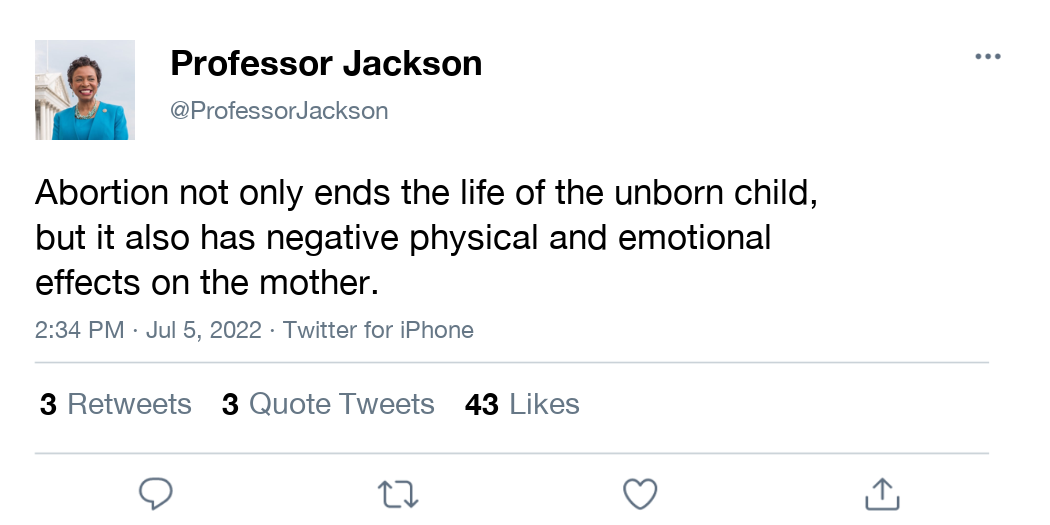 Professor Jackson
@ProfessorJackson
Abortion not only ends the life of the unborn child,
but it also has negative physical and emotional
effects on the mother.
2:34 PM · Jul 5, 2022 · Twitter for iPhone
3 Retweets 3 Quote Tweets 43 Likes